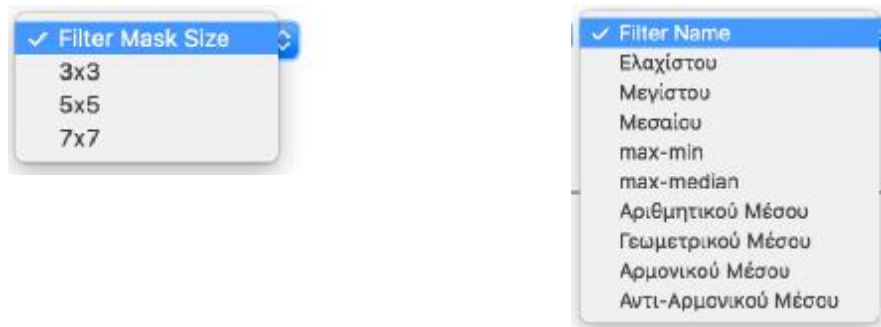 Filter Mask Size
3x3
5x5
7x7
Filter Name
Ελαχίστου
Μεγίστου
Μεσαίου
max-min
max-median
Αριθμητικού Μέσου
Γεωμετρικού Μέσου
Αρμονικού Μέσου
Αντι-Αρμονικού Μέσου